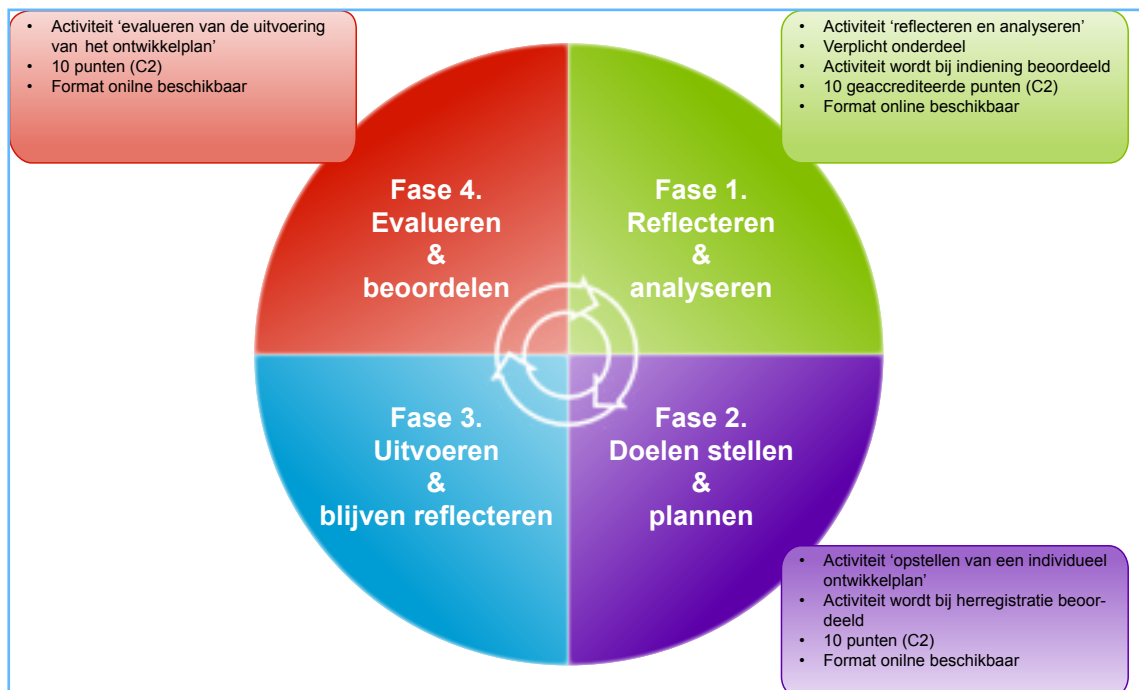 • Activiteit ‘evalueren van de uitvoering
van het ontwikkelplan’
• 10 punten (C2)
• Format onilne beschikbaar
• Activiteit ‘reflecteren en analyseren’
• Verplicht onderdeel
• Activiteit wordt bij indiening beoordeeld
• 10 geaccrediteerde punten (C2)
• Format online beschikbaar
Fase 4.
Evalueren
&
beoordelen
Fase 1.
Reflecteren
&
analyseren
Fase 3.
Uitvoeren
&
blijven reflecteren
Fase 2.
Doelen stellen
&
plannen
• Activiteit ‘opstellen van een individueel
ontwikkelplan’
• Activiteit wordt bij herregistratie beoor-
deeld
• 10 punten (C2)
• Format onilne beschikbaar